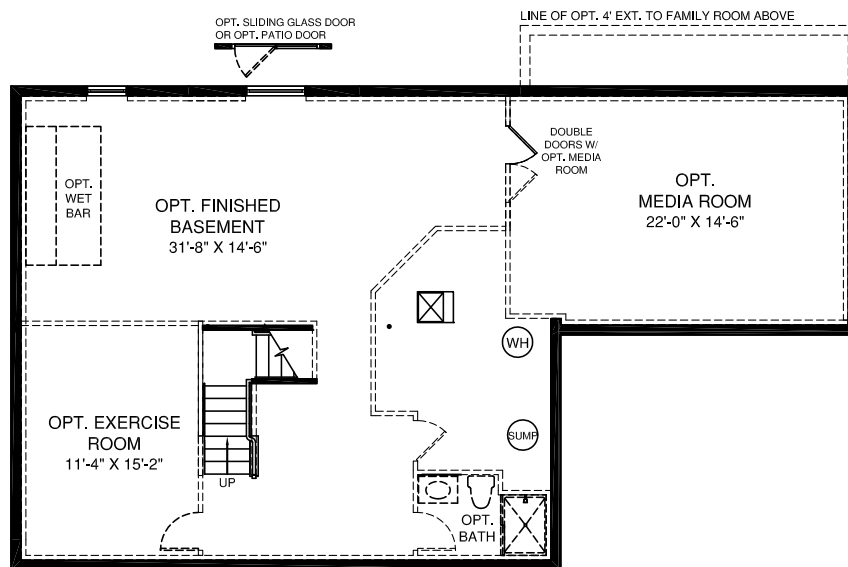 OPT. SLIDING GLASS DOOR
OR OPT. PATIO DOOR
LINE OF OPT. 4' EXT. TO FAMILY ROOM ABOVE
DOUBLE
DOORS W/
OPT. MEDIA
ROOM
OPT.
WET
BAR
OPT. FINISHED
BASEMENT
31'-8" X 14'-6"
OPT.
MEDIA ROOM
22'-0" X 14'-6"
WH
OPT. EXERCISE
ROOM
11'-4" X 15'-2"
UP
SUMP
OPT.
BATH